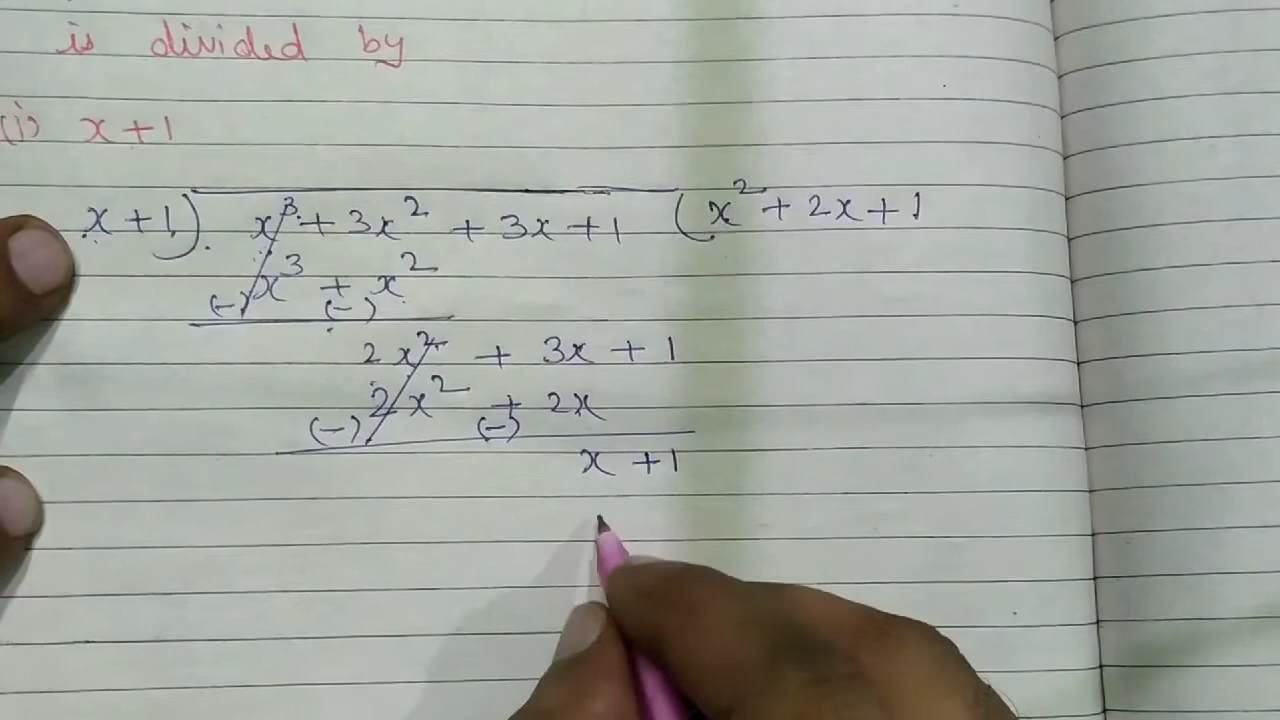 is divided by
(i) x+1
x+1) x³ + 3x² + 3x + 1 (x² + 2x + 1
(-)x³ + x²
(-)
2x² + 3x + 1
2x² + 2x
(-) (-)
x + 1